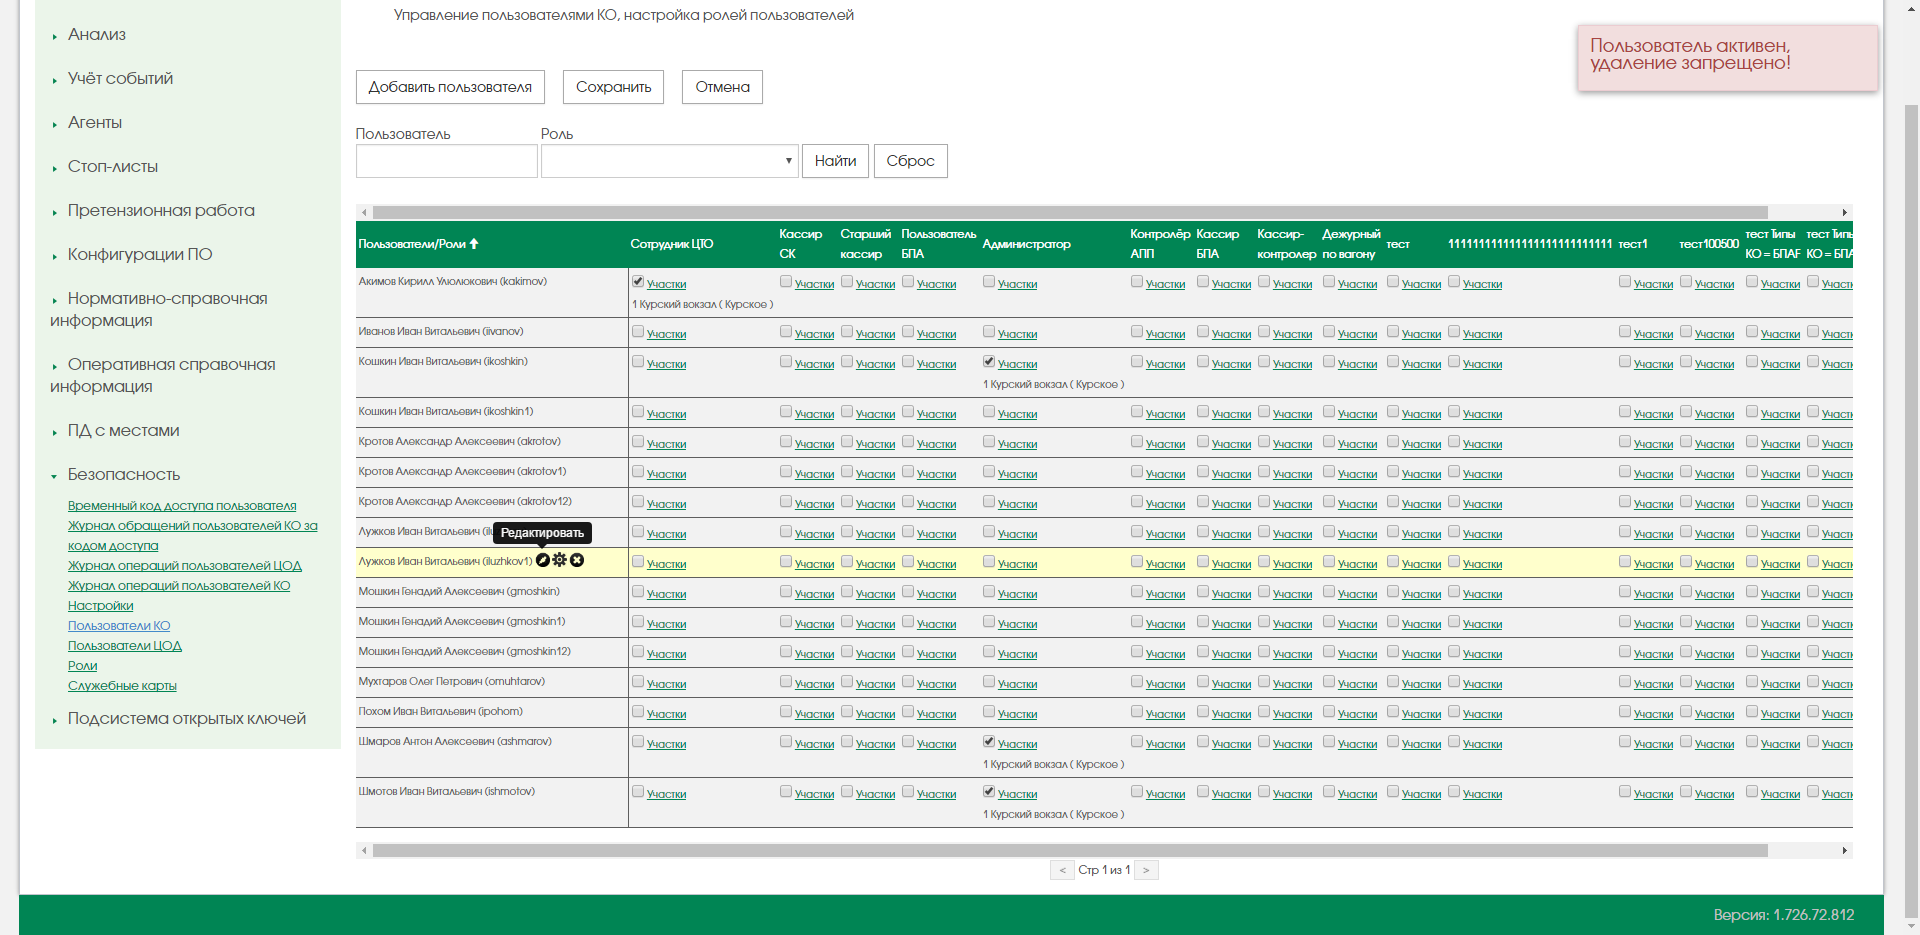 Управление пользователями КО, настройка ролей пользователей
Пользователь активен,
удаление запрещено!
Анализ
Учёт событий
Агенты
Стоп-листы
Претензионная работа
Конфигурации ПО
Нормативно-справочная
информация
Оперативная справочная
информация
ПД с местами
Безопасность
Временный код доступа пользователя
Журнал обращений пользователей КО за
кодом доступа
Журнал операций пользователей ЦОД
Журнал операций пользователей КО
Настройки
Пользователи КО
Пользователи ЦОД
Роли
Служебные карты
Подсистема открытых ключей
Добавить пользователя Сохранить Отмена
Пользователь Роль
Найти Сброс
Пользователи/Роли Сотрудник ЦТО Кассир СК Старший кассир Пользователь БПА Администратор Контролёр АПП Кассир БПА Кассир-контролер Дежурный по вагону тест 111111111111111111111111111 тест1 тест100500 тест Типы КО = БПАF тест Типы КО = БПА
Акимов Кирилл Улюлюкович (kakimov) Участки Участки Участки Участки Участки Участки Участки Участки Участки Участки Участки Участки Участки Участки Участк
1 Курский вокзал ( Курское )
Иванов Иван Витальевич (iivanov) Участки Участки Участки Участки Участки Участки Участки Участки Участки Участки Участки Участки Участки Участки Участк
Кошкин Иван Витальевич (ikoshkin) Участки Участки Участки Участки Участки Участки Участки Участки Участки Участки Участки Участки Участки Участки Участк
1 Курский вокзал ( Курское )
Кошкин Иван Витальевич (ikoshkin1) Участки Участки Участки Участки Участки Участки Участки Участки Участки Участки Участки Участки Участки Участки Участк
Кротов Александр Алексеевич (akrotov) Участки Участки Участки Участки Участки Участки Участки Участки Участки Участки Участки Участки Участки Участки Участк
Кротов Александр Алексеевич (akrotov1) Участки Участки Участки Участки Участки Участки Участки Участки Участки Участки Участки Участки Участки Участки Участк
Кротов Александр Алексеевич (akrotov12) Участки Участки Участки Участки Участки Участки Участки Участки Участки Участки Участки Участки Участки Участки Участк
Лужков Иван Витальевич Редактировать Участки Участки Участки Участки Участки Участки Участки Участки Участки Участки Участки Участки Участки Участки Участк
Лужков Иван Витальевич (iluzhkov1) Участки Участки Участки Участки Участки Участки Участки Участки Участки Участки Участки Участки Участки Участки Участк
Мошкин Генадий Алексеевич (gmoshkin) Участки Участки Участки Участки Участки Участки Участки Участки Участки Участки Участки Участки Участки Участки Участк
Мошкин Генадий Алексеевич (gmoshkin1) Участки Участки Участки Участки Участки Участки Участки Участки Участки Участки Участки Участки Участки Участки Участк
Мошкин Генадий Алексеевич (gmoshkin12) Участки Участки Участки Участки Участки Участки Участки Участки Участки Участки Участки Участки Участки Участки Участк
Мухтаров Олег Петрович (omuhtarov) Участки Участки Участки Участки Участки Участки Участки Участки Участки Участки Участки Участки Участки Участки Участк
Похом Иван Витальевич (ipohom) Участки Участки Участки Участки Участки Участки Участки Участки Участки Участки Участки Участки Участки Участки Участк
Шмаров Антон Алексеевич (ashmarov) Участки Участки Участки Участки Участки Участки Участки Участки Участки Участки Участки Участки Участки Участки Участк
1 Курский вокзал ( Курское )
Шмотов Иван Витальевич (ishmotov) Участки Участки Участки Участки Участки Участки Участки Участки Участки Участки Участки Участки Участки Участки Участк
1 Курский вокзал ( Курское )
< Стр 1 из 1 >
Версия: 1.726.72.812